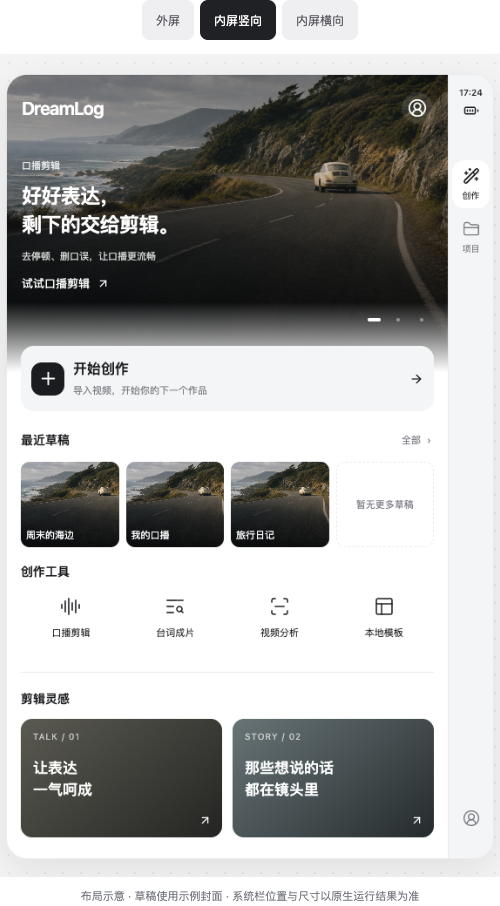 外屏
内屏竖向
内屏横向
17:24
DreamLog
口播剪辑
好好表达，
剩下的交给剪辑。
去停顿、删口误，让口播更流畅
试试口播剪辑
创作
项目
开始创作
导入视频，开始你的下一个作品
最近草稿
全部
周末的海边
我的口播
旅行日记
暂无更多草稿
创作工具
口播剪辑
台词成片
视频分析
本地模板
剪辑灵感
TALK / 01
让表达
一气呵成
STORY / 02
那些想说的话
都在镜头里
布局示意 · 草稿使用示例封面 · 系统栏位置与尺寸以原生运行结果为准